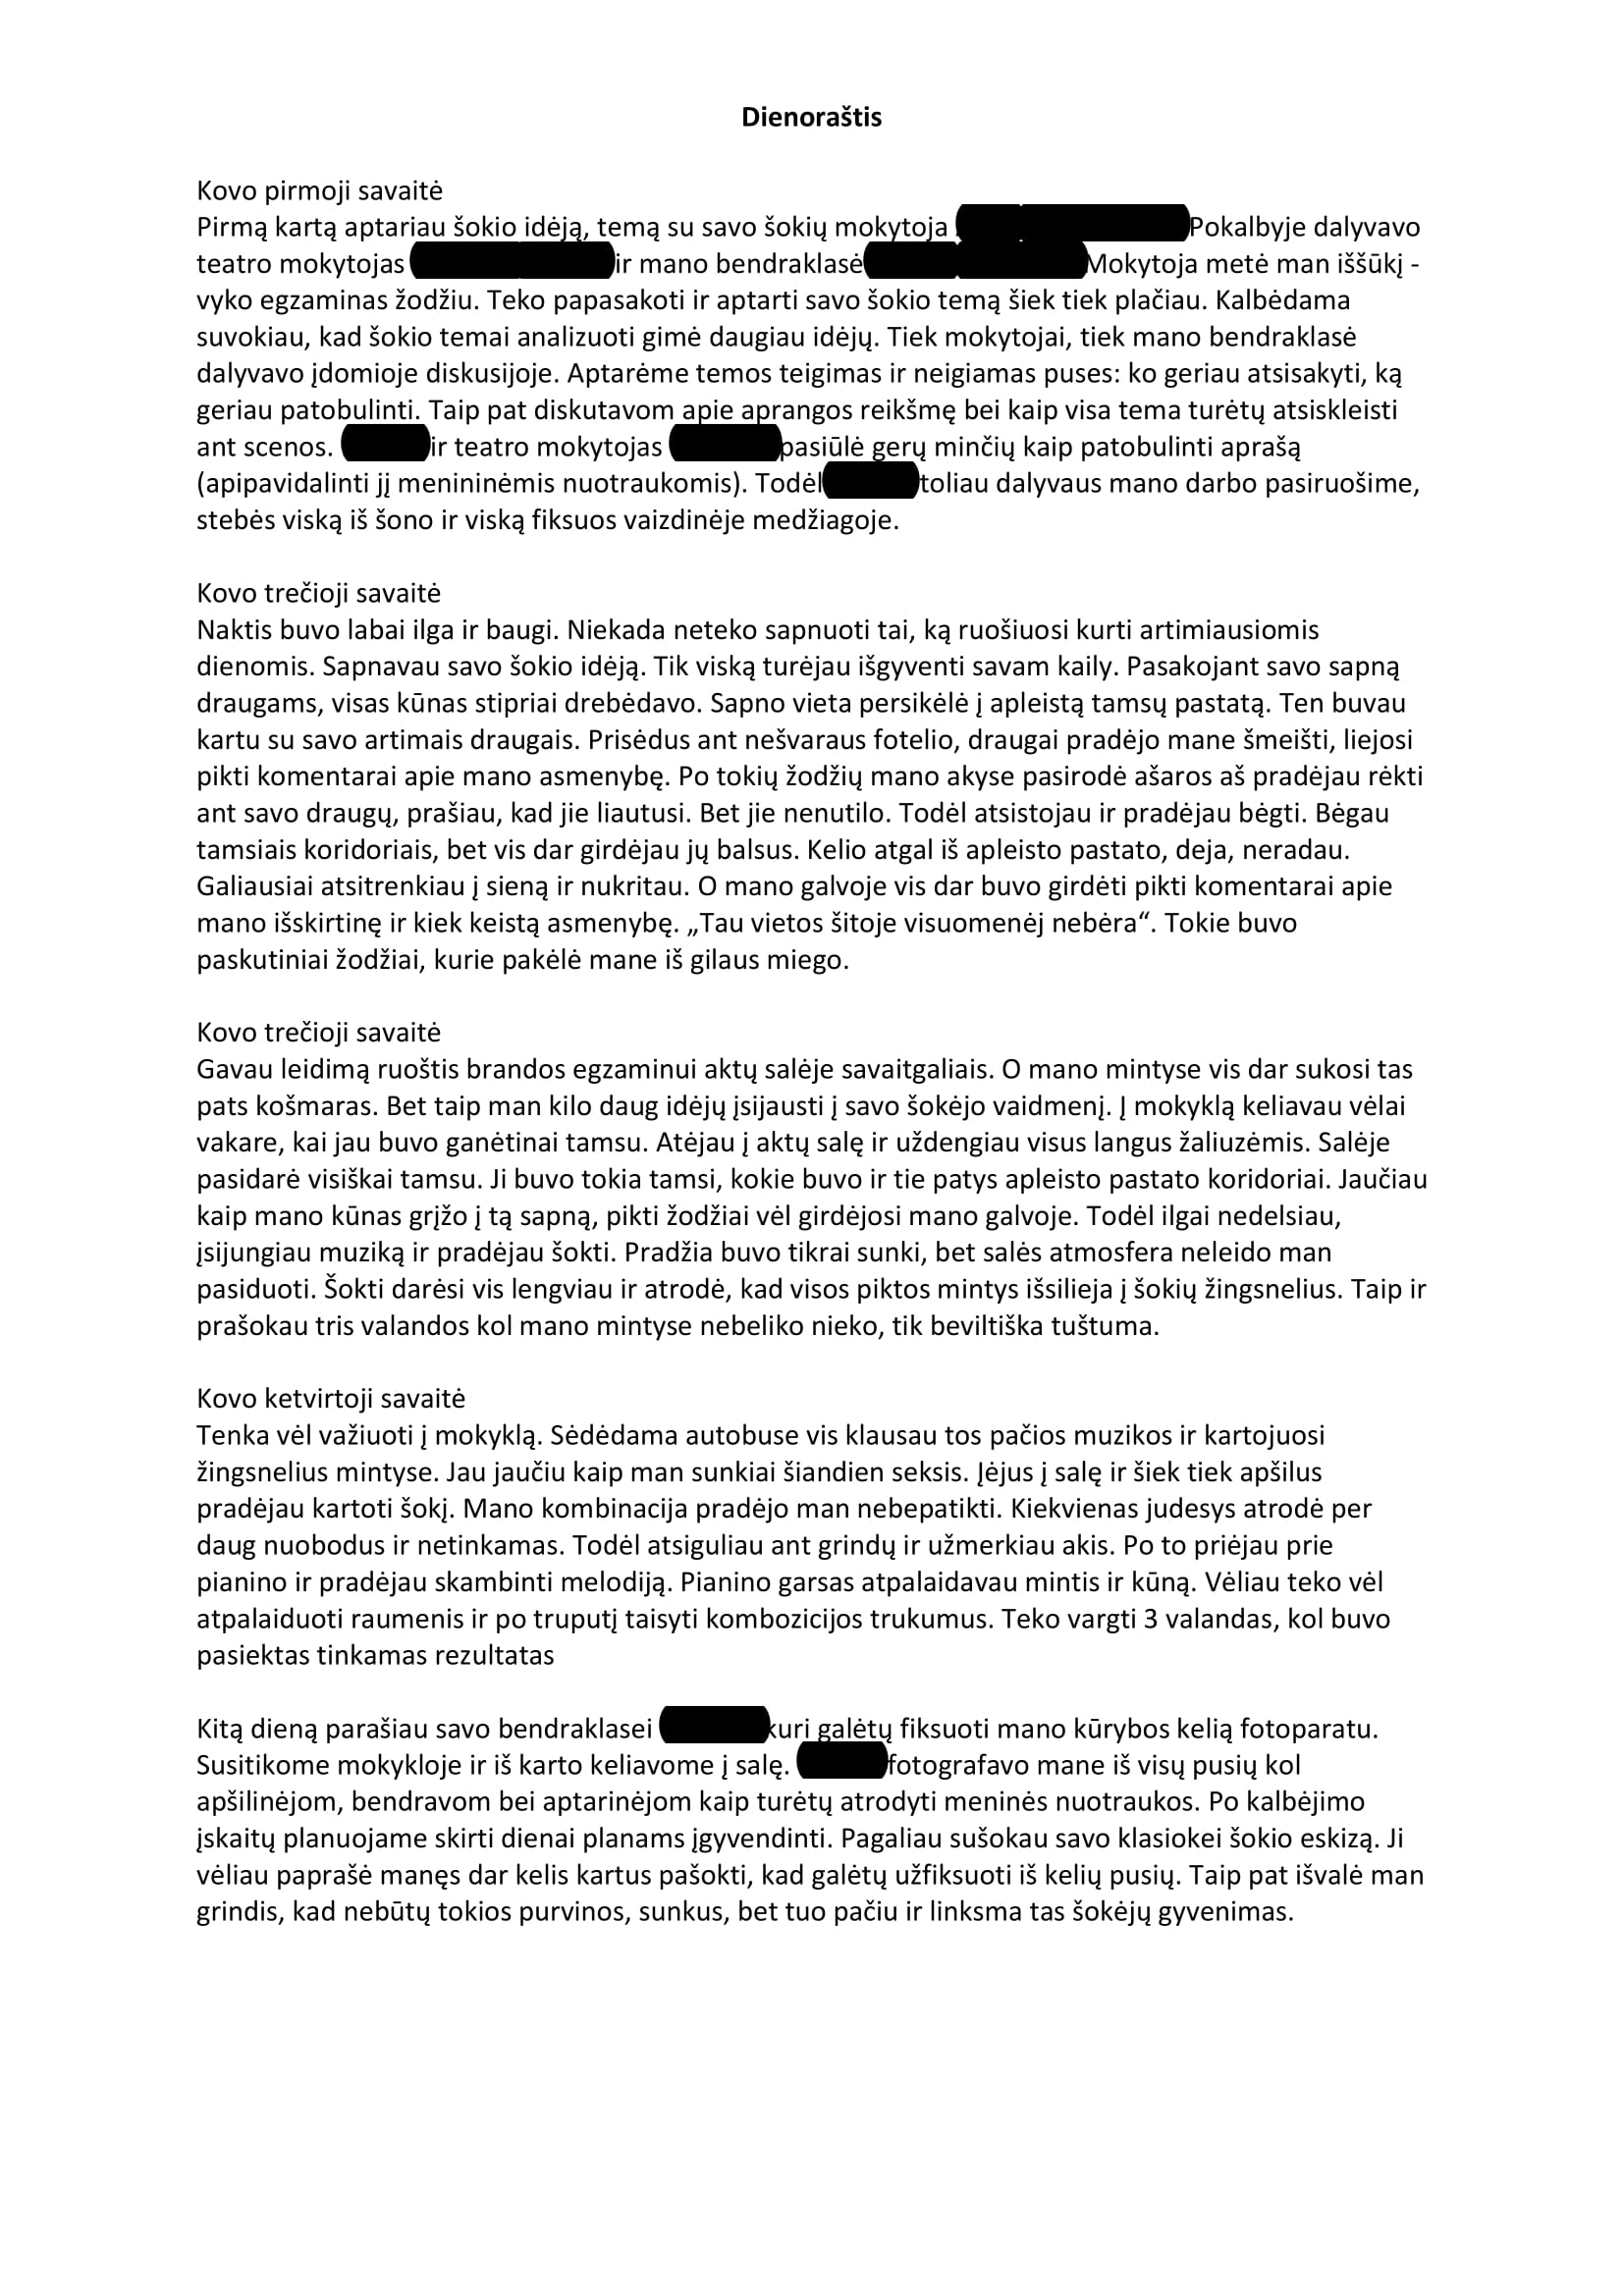 Dienoraštis
Kovo pirmoji savaitė
Pirmą kartą aptariau šokio idėją, temą su savo šokių mokytoja Pokalbyje dalyvavo
teatro mokytojas ir mano bendraklasė Mokytoja metė man iššūkį -
vyko egzaminas žodžiu. Teko papasakoti ir aptarti savo šokio temą šiek tiek plačiau. Kalbėdama
suvokiau, kad šokio temai analizuoti gimė daugiau idėjų. Tiek mokytojai, tiek mano bendraklasė
dalyvavo įdomioje diskusijoje. Aptarėme temos teigimas ir neigiamas puses: ko geriau atsisakyti, ką
geriau patobulinti. Taip pat diskutavom apie aprangos reikšmę bei kaip visa tema turėtų atsiskleisti
ant scenos. ir teatro mokytojas pasiūlė gerų minčių kaip patobulinti aprašą
(apipavidalinti jį menininėmis nuotraukomis). Todėl toliau dalyvaus mano darbo pasiruošime,
stebės viską iš šono ir viską fiksuos vaizdinėje medžiagoje.
Kovo trečioji savaitė
Naktis buvo labai ilga ir baugi. Niekada neteko sapnuoti tai, ką ruošiuosi kurti artimiausiomis
dienomis. Sapnavau savo šokio idėją. Tik viską turėjau išgyventi savam kaily. Pasakojant savo sapną
draugams, visas kūnas stipriai drebėdavo. Sapno vieta persikėlė į apleistą tamsų pastatą. Ten buvau
kartu su savo artimais draugais. Prisėdus ant nešvaraus fotelio, draugai pradėjo mane šmeišti, liejosi
pikti komentarai apie mano asmenybę. Po tokių žodžių mano akyse pasirodė ašaros aš pradėjau rėkti
ant savo draugų, prašiau, kad jie liautusi. Bet jie nenutilo. Todėl atsistojau ir pradėjau bėgti. Bėgau
tamsiais koridoriais, bet vis dar girdėjau jų balsus. Kelio atgal iš apleisto pastato, deja, neradau.
Galiausiai atsitrenkiau į sieną ir nukritau. O mano galvoje vis dar buvo girdėti pikti komentarai apie
mano išskirtinę ir kiek keistą asmenybę. „Tau vietos šitoje visuomenėj nebėra“. Tokie buvo
paskutiniai žodžiai, kurie pakėlė mane iš gilaus miego.
Kovo trečioji savaitė
Gavau leidimą ruoštis brandos egzaminui aktų salėje savaitgaliais. O mano mintyse vis dar sukosi tas
pats košmaras. Bet taip man kilo daug idėjų įsijausti į savo šokėjo vaidmenį. Į mokyklą keliavau vėlai
vakare, kai jau buvo ganėtinai tamsu. Atėjau į aktų salę ir uždengiau visus langus žaliuzėmis. Salėje
pasidarė visiškai tamsu. Ji buvo tokia tamsi, kokie buvo ir tie patys apleisto pastato koridoriai. Jaučiau
kaip mano kūnas grįžo į tą sapną, pikti žodžiai vėl girdėjosi mano galvoje. Todėl ilgai nedelsiau,
įsijungiau muziką ir pradėjau šokti. Pradžia buvo tikrai sunki, bet salės atmosfera neleido man
pasiduoti. Šokti darėsi vis lengviau ir atrodė, kad visos piktos mintys išsilieja į šokių žingsnelius. Taip ir
prašokau tris valandos kol mano mintyse nebeliko nieko, tik beviltiška tuštuma.
Kovo ketvirtoji savaitė
Tenka vėl važiuoti į mokyklą. Sėdėdama autobuse vis klausau tos pačios muzikos ir kartojuosi
žingsnelius mintyse. Jau jaučiu kaip man sunkiai šiandien seksis. Įėjus į salę ir šiek tiek apšilus
pradėjau kartoti šokį. Mano kombinacija pradėjo man nebepatikti. Kiekvienas judesys atrodė per
daug nuobodus ir netinkamas. Todėl atsiguliau ant grindų ir užmerkiau akis. Po to priėjau prie
pianino ir pradėjau skambinti melodiją. Pianino garsas atpalaidavau mintis ir kūną. Vėliau teko vėl
atpalaiduoti raumenis ir po truputį taisyti kombozicijos trukumus. Teko vargti 3 valandas, kol buvo
pasiektas tinkamas rezultatas
Kitą dieną parašiau savo bendraklasei kuri galėtų fiksuoti mano kūrybos kelią fotoparatu.
Susitikome mokykloje ir iš karto keliavome į salę. fotografavo mane iš visų pusių kol
apšilinėjom, bendravom bei aptarinėjom kaip turėtų atrodyti meninės nuotraukos. Po kalbėjimo
įskaitų planuojame skirti dienai planams įgyvendinti. Pagaliau sušokau savo klasiokei šokio eskizą. Ji
vėliau paprašė manęs dar kelis kartus pašokti, kad galėtų užfiksuoti iš kelių pusių. Taip pat išvalė man
grindis, kad nebūtų tokios purvinos, sunkus, bet tuo pačiu ir linksma tas šokėjų gyvenimas.